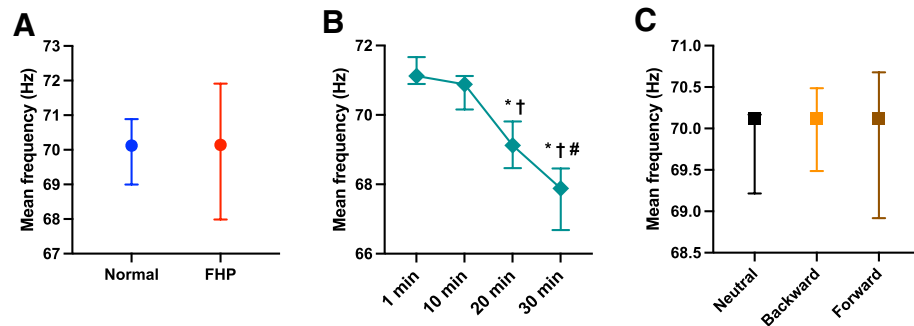 A
Mean frequency (Hz)
73
72
71
70
69
68
67
Normal
FHP
B
Mean frequency (Hz)
72
70
68
66
* †
* † #
1 min
10 min
20 min
30 min
C
Mean frequency (Hz)
71.0
70.5
70.0
69.5
69.0
68.5
Neutral
Backward
Forward